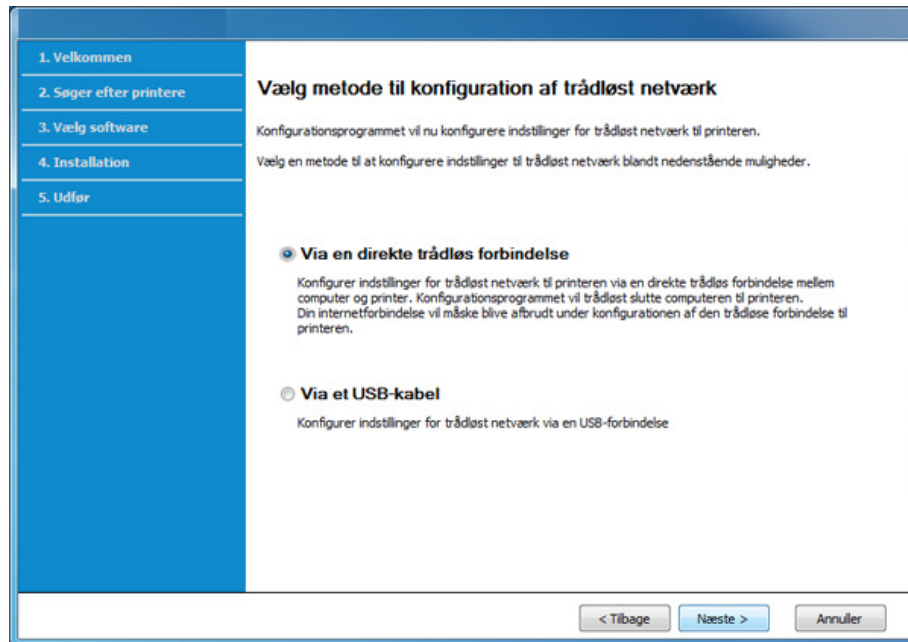 1. Velkommen
2. Søger efter printere
3. Vælg software
4. Installation
5. Udfør
Vælg metode til konfiguration af trådløst netværk
Konfigurationsprogrammet vil nu konfigurere indstillinger for trådløst netværk til printeren.
Vælg en metode til at konfigurere indstillinger til trådløst netværk blandt nedenstående muligheder.
Via en direkte trådløs forbindelse
Konfigurer indstillinger for trådløst netværk til printeren via en direkte trådløs forbindelse mellem
computer og printer. Konfigurationsprogrammet vil trådløst slutte computeren til printeren.
Din internetforbindelse vil måske blive afbrudt under konfigurationen af den trådløse forbindelse til
printeren.
Via et USB-kabel
Konfigurer indstillinger for trådløst netværk via en USB-forbindelse
< Tilbage
Næste >
Annuller